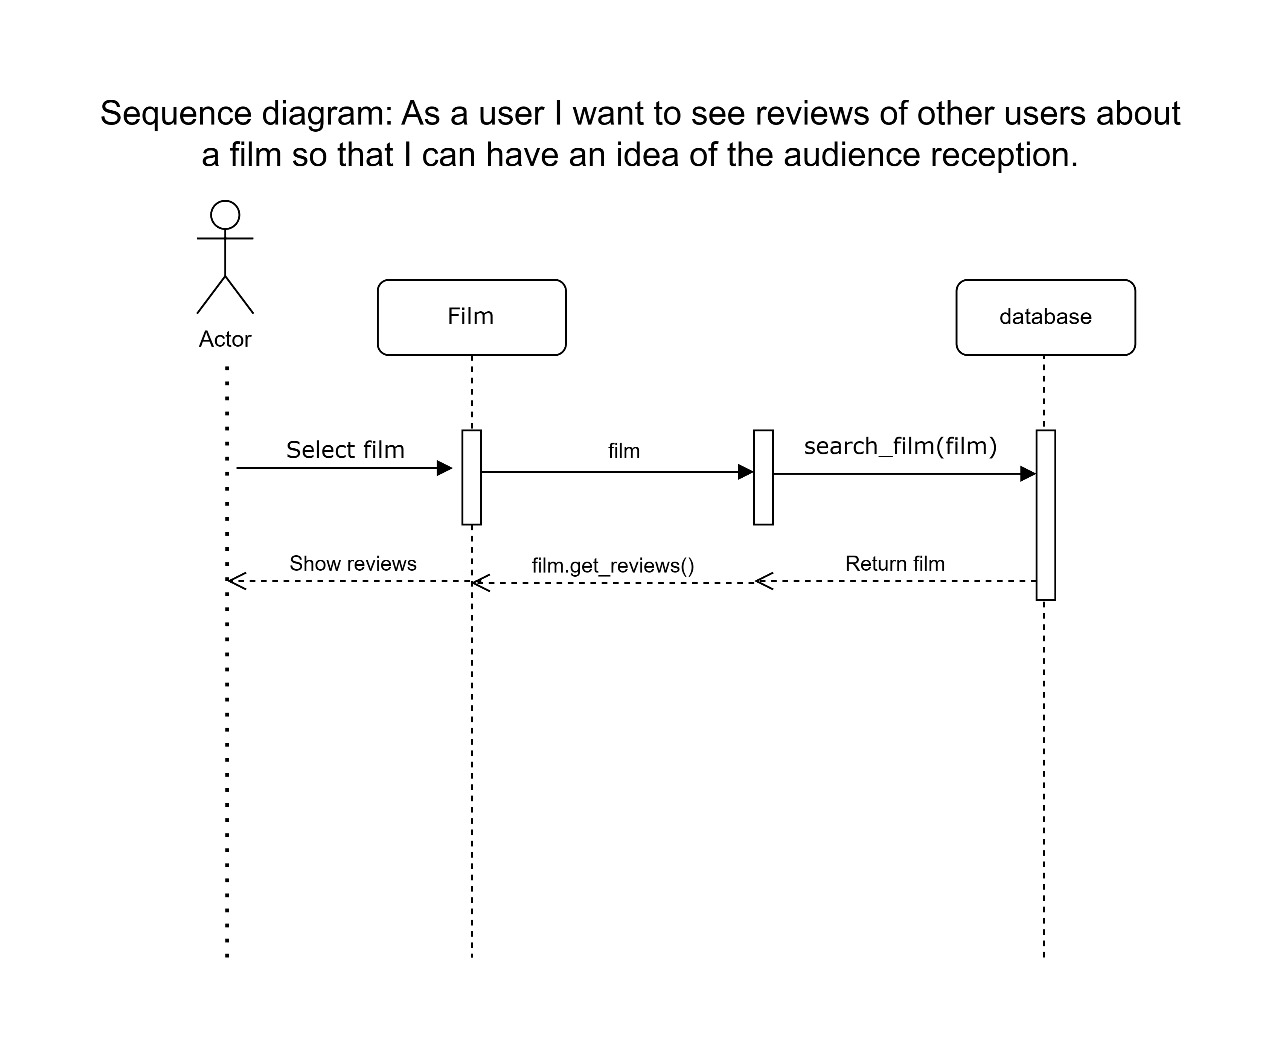 Sequence diagram: As a user I want to see reviews of other users about
a film so that I can have an idea of the audience reception.
Actor
Film
database
Select film
film
search_film(film)
Show reviews
film.get_reviews()
Return film